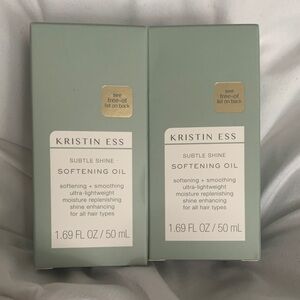 see
free-of
list on back
KRISTIN ESS
SUBTLE SHINE
SOFTENING OIL
softening + smoothing
ultra-lightweight
moisture replenishing
shine enhancing
for all hair types
1.69 FL OZ / 50 mL
see
free-of
list on back
KRISTIN ESS
SUBTLE SHINE
SOFTENING OIL
softening + smoothing
ultra-lightweight
moisture replenishing
shine enhancing
for all hair types
1.69 FL OZ / 50 mL